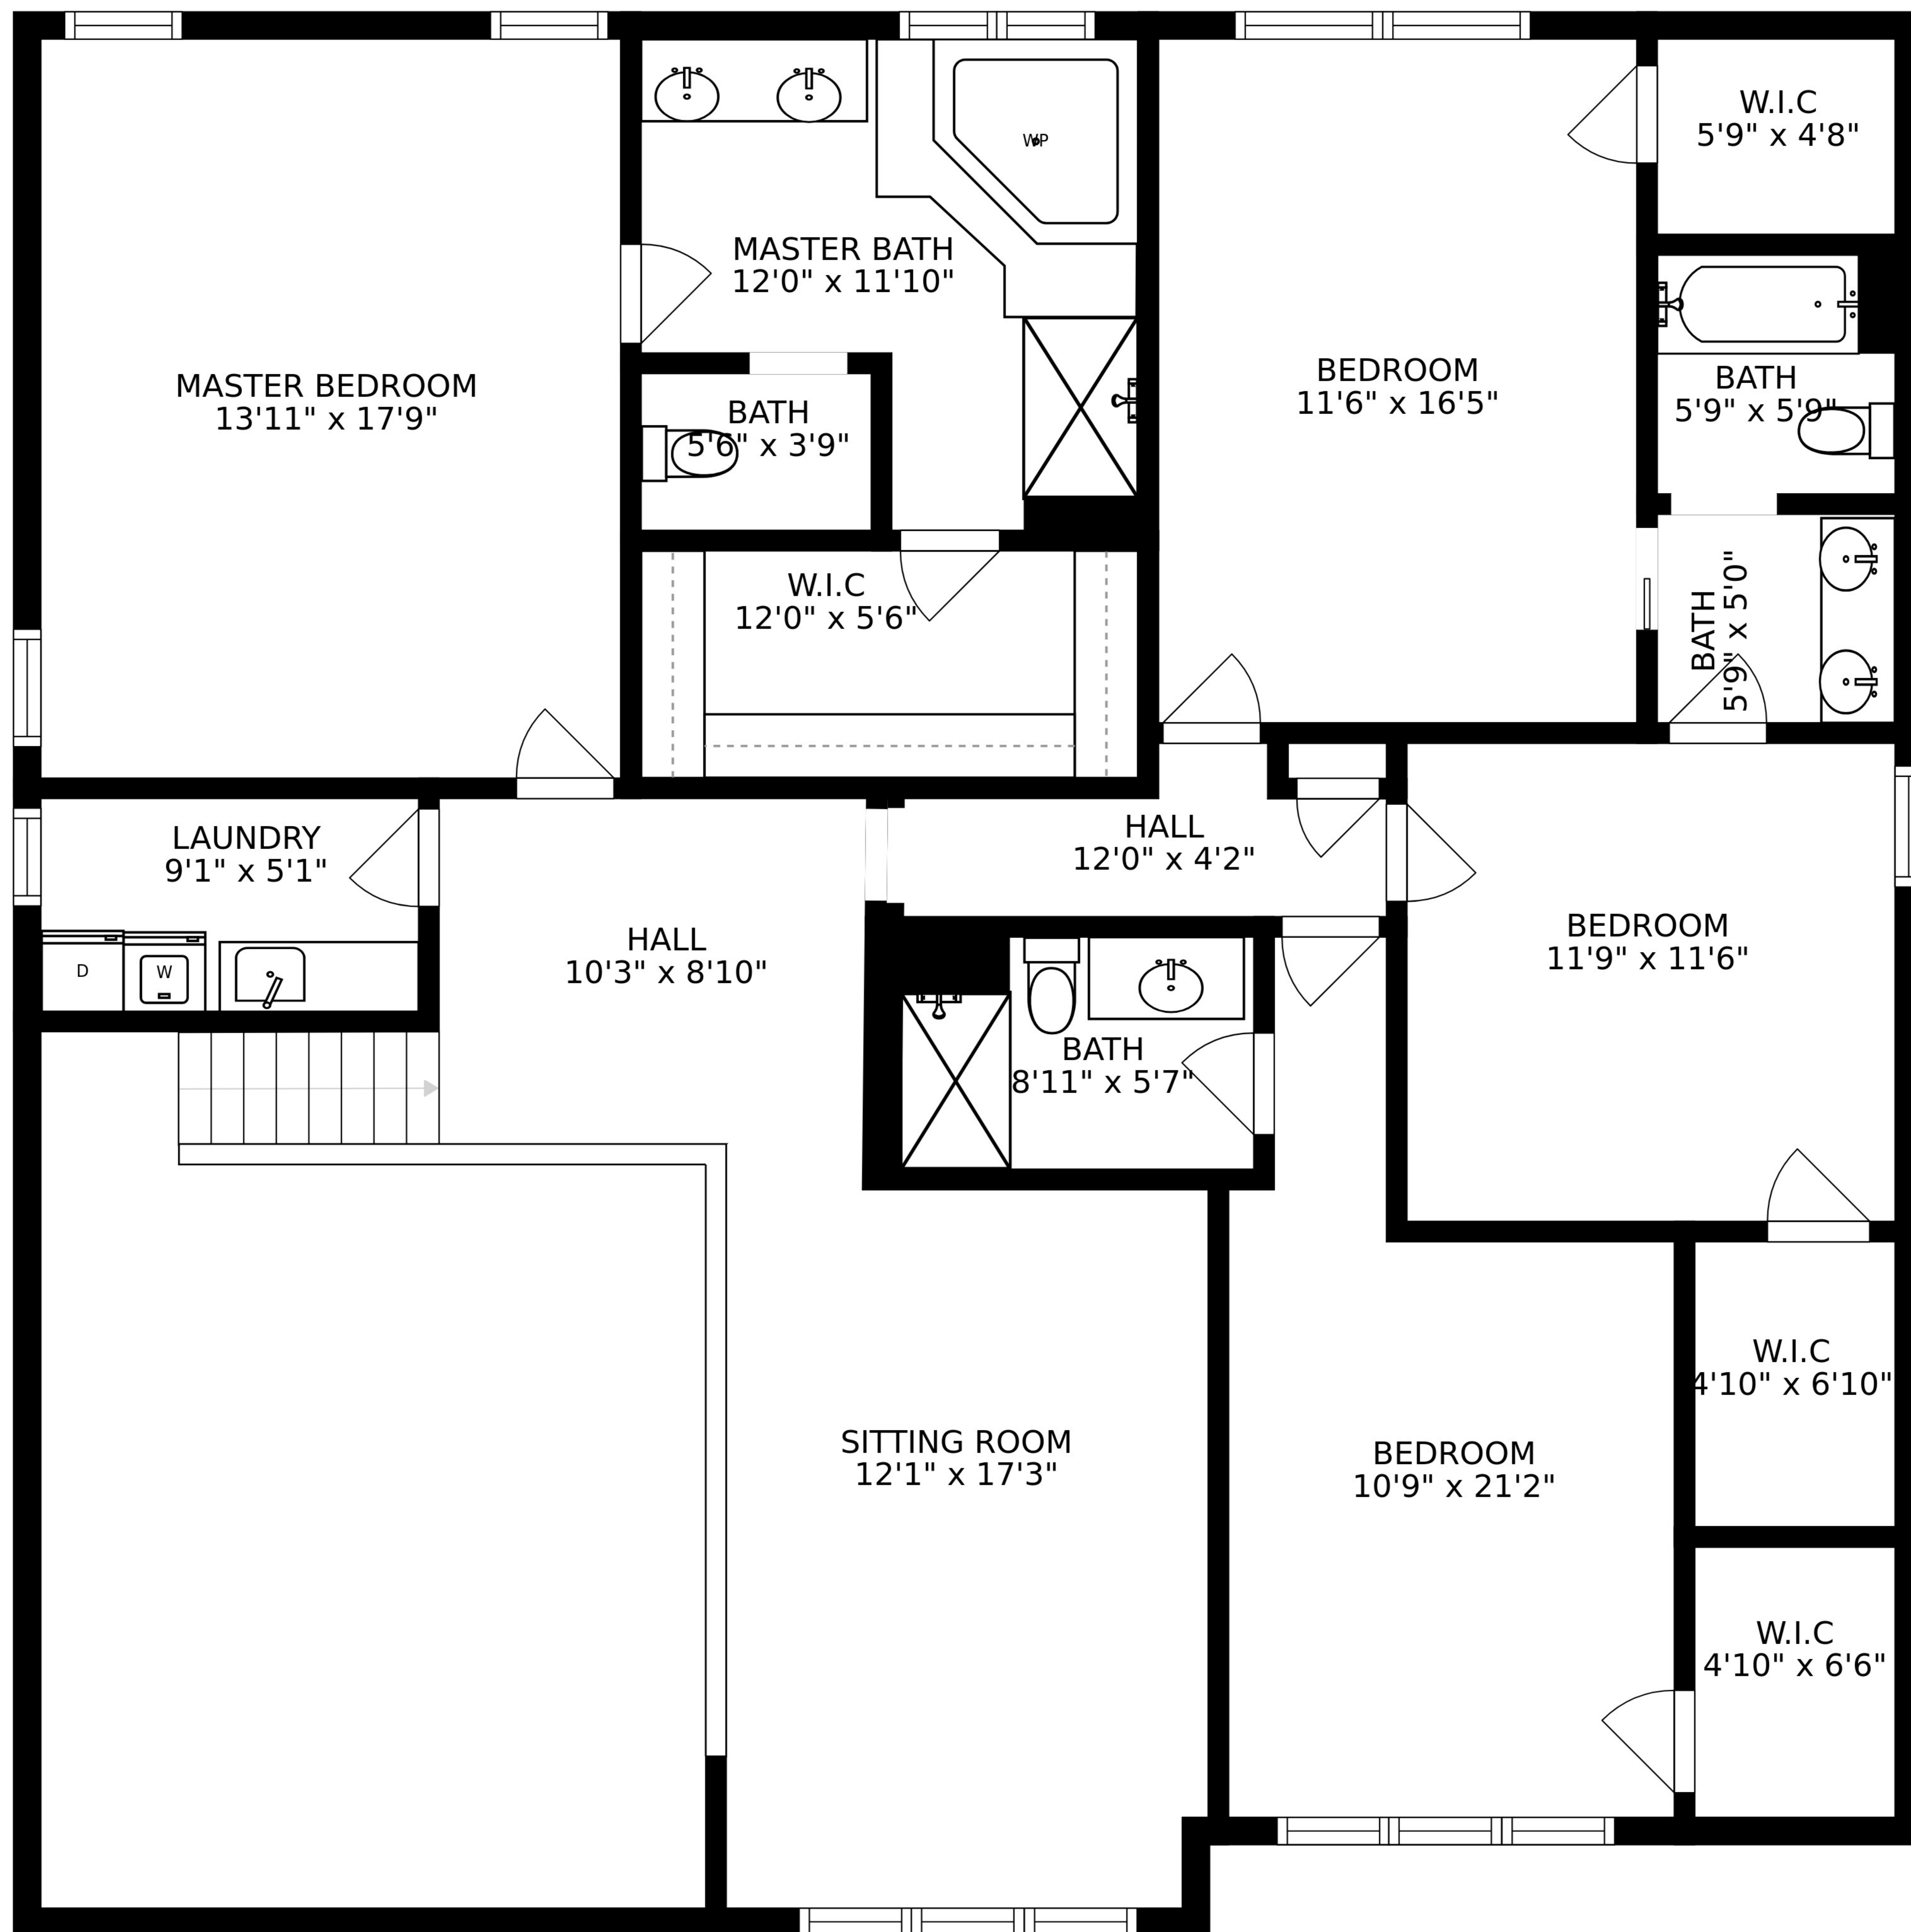 W.I.C
5'9" x 4'8"
WP
MASTER BATH
12'0" x 11'10"
MASTER BEDROOM
13'11" x 17'9"
BATH
5'6" x 3'9"
BEDROOM
11'6" x 16'5"
BATH
5'9" x 5'9"
W.I.C
12'0" x 5'6"
BATH
5'9" x 5'0"
LAUNDRY
9'1" x 5'1"
D
W
HALL
10'3" x 8'10"
HALL
12'0" x 4'2"
BEDROOM
11'9" x 11'6"
BATH
8'11" x 5'7"
W.I.C
4'10" x 6'10"
SITTING ROOM
12'1" x 17'3"
BEDROOM
10'9" x 21'2"
W.I.C
4'10" x 6'6"